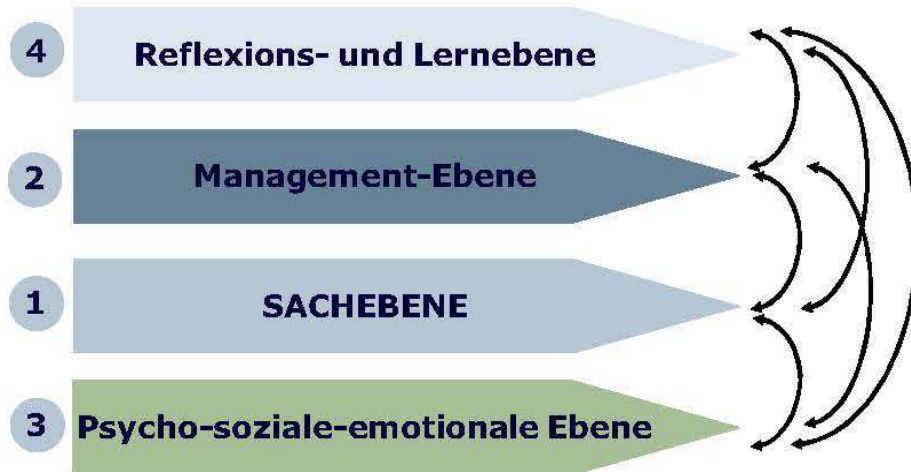 4 Reflexions- und Lernebene
2 Management-Ebene
1 SACHEBENE
3 Psycho-soziale-emotionale Ebene